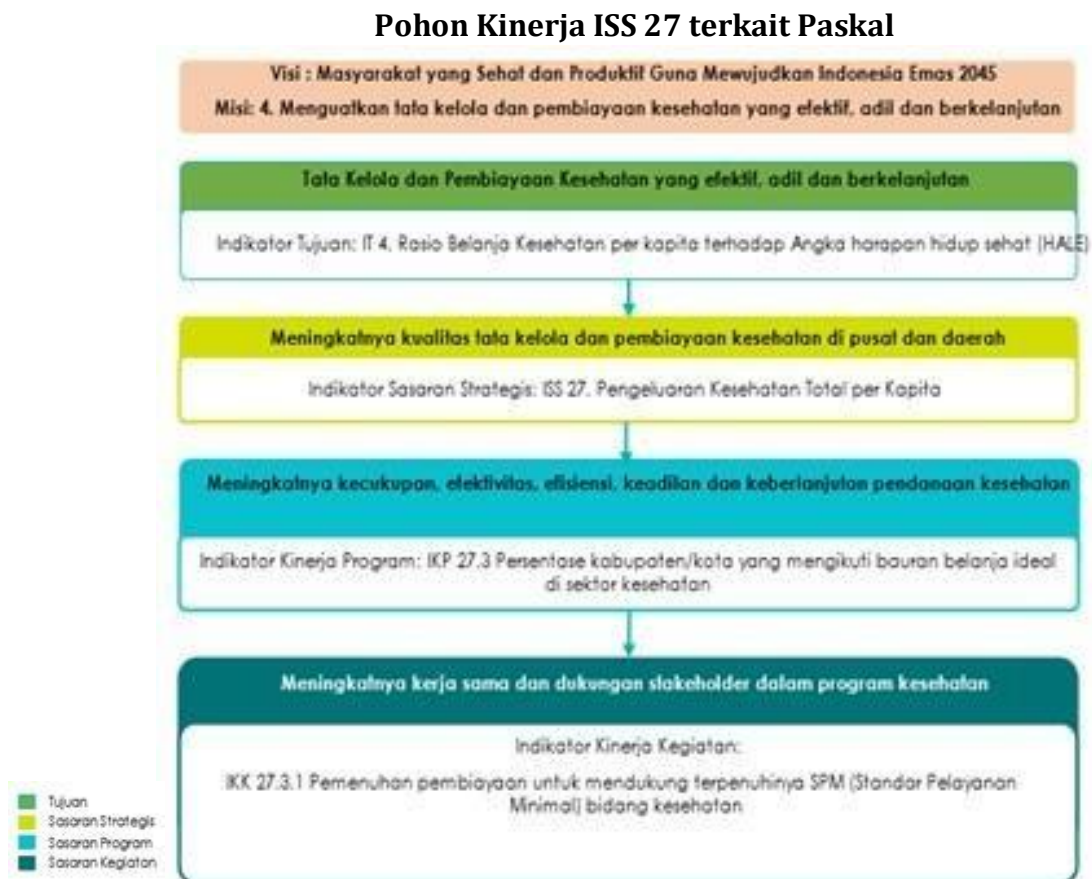 Pohon Kinerja ISS 27 terkait Paskal
Visi : Masyarakat yang Sehat dan Produktif Guna Mewujudkan Indonesia Emas 2045
Misi: 4. Menguatkan tata kelola dan pembiayaan kesehatan yang efektif, adil dan berkelanjutan
Tata Kelola dan Pembiayaan Kesehatan yang efektif, adil dan berkelanjutan
Indikator Tujuan: IT 4. Rasio Belanja Kesehatan per kapita terhadap Angka harapan hidup sehat (HALE)
Meningkatnya kualitas tata kelola dan pembiayaan kesehatan di pusat dan daerah
Indikator Sasaran Strategis: ISS 27. Pengeluaran Kesehatan Total per Kapita
Meningkatnya kecukupan, efektivitas, efisiensi, keadilan dan keberlanjutan pendanaan kesehatan
Indikator Kinerja Program: IKP 27.3 Persentase kabupaten/kota yang mengikuti bauran belanja ideal
di sektor kesehatan
Meningkatnya kerja sama dan dukungan stakeholder dalam program kesehatan
Indikator Kinerja Kegiatan:
IKK 27.3.1 Pemenuhan pembiayaan untuk mendukung terpenuhinya SPM (Standar Pelayanan
Minimal) bidang kesehatan
Tujuan
Sasaran Strategis
Sasaran Program
Sasaran Kegiatan